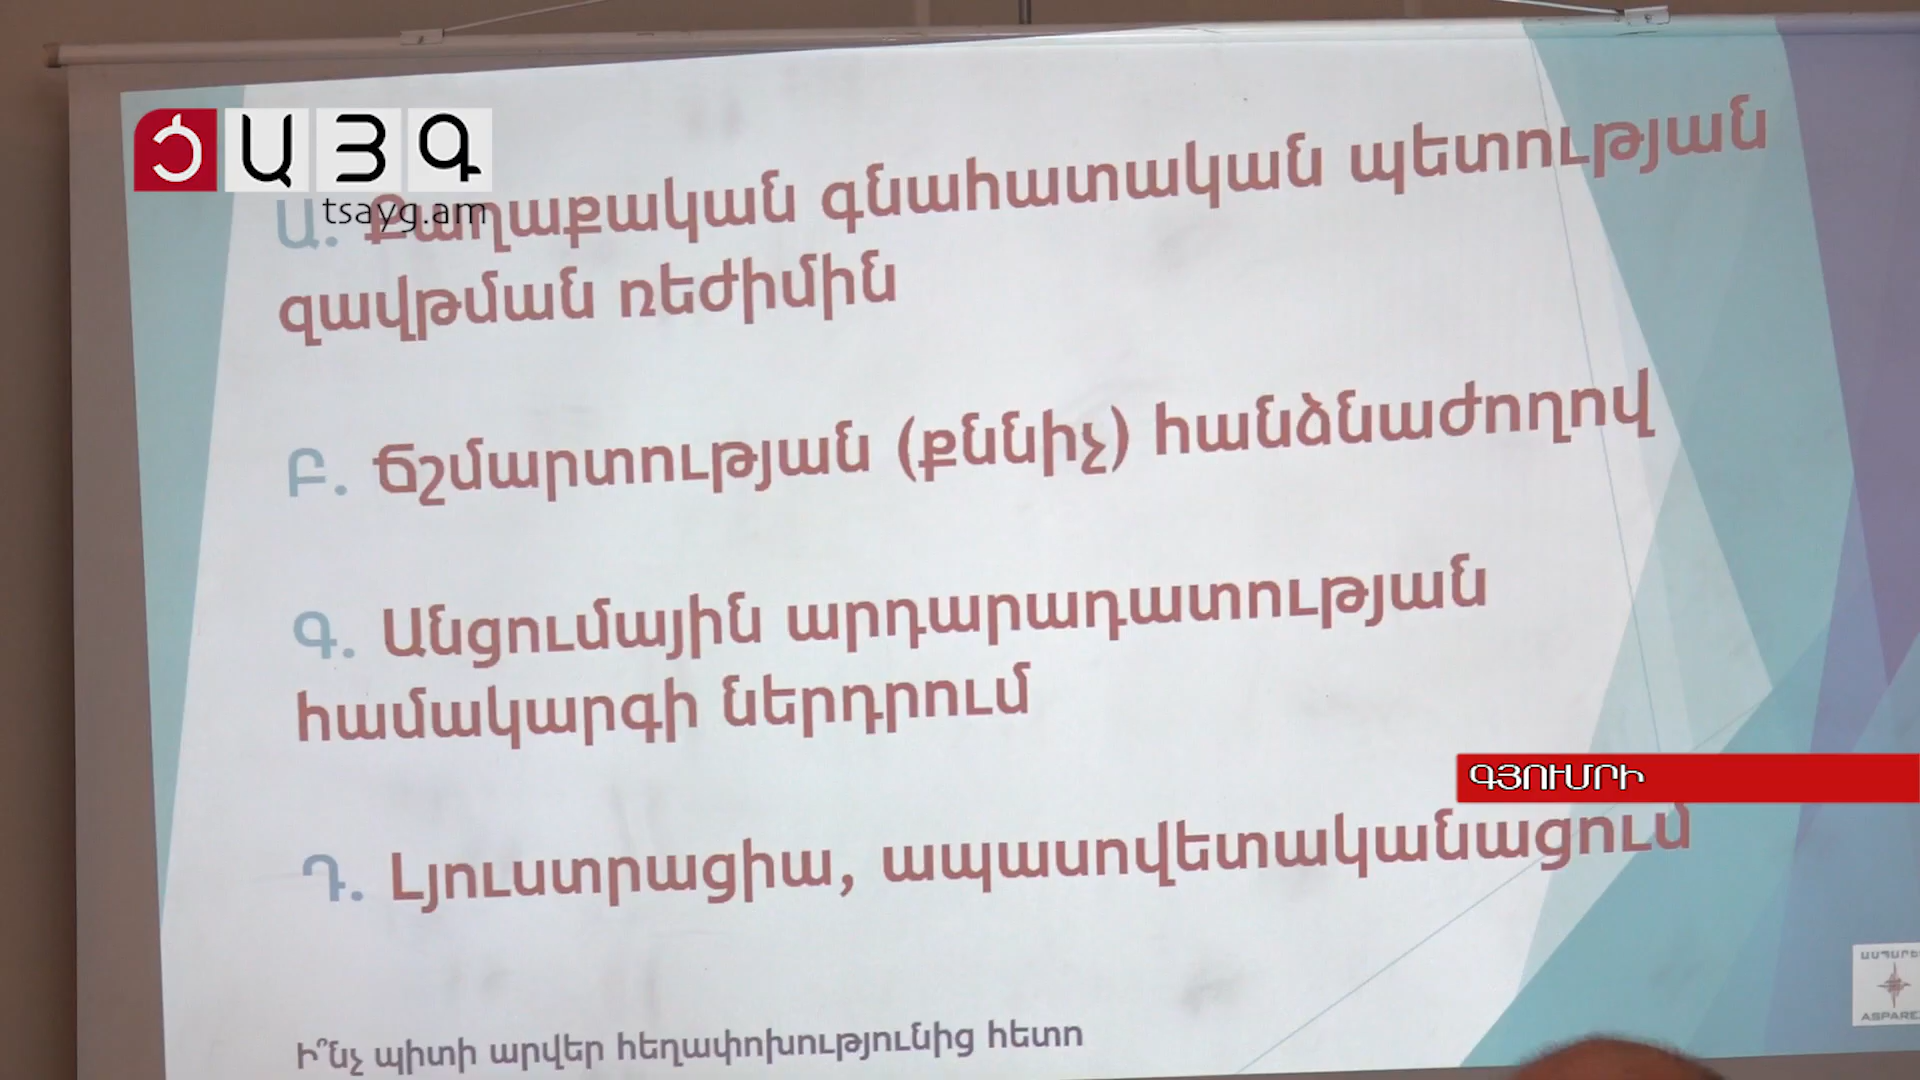 ԾԱՅԳ
tsayg.am
Ա. Քաղաքական գնահատական պետության
զավթման ռեժիմին
Բ. Ճշմարտության (քննիչ) հանձնաժողով
Գ. Անցումային արդարադատության
համակարգի ներդրում
ԳՅՈՒՄՐԻ
Դ. Լյուստրացիա, ապասովետականացում
Ի՞նչ պիտի արվեր հեղափոխությունից հետո